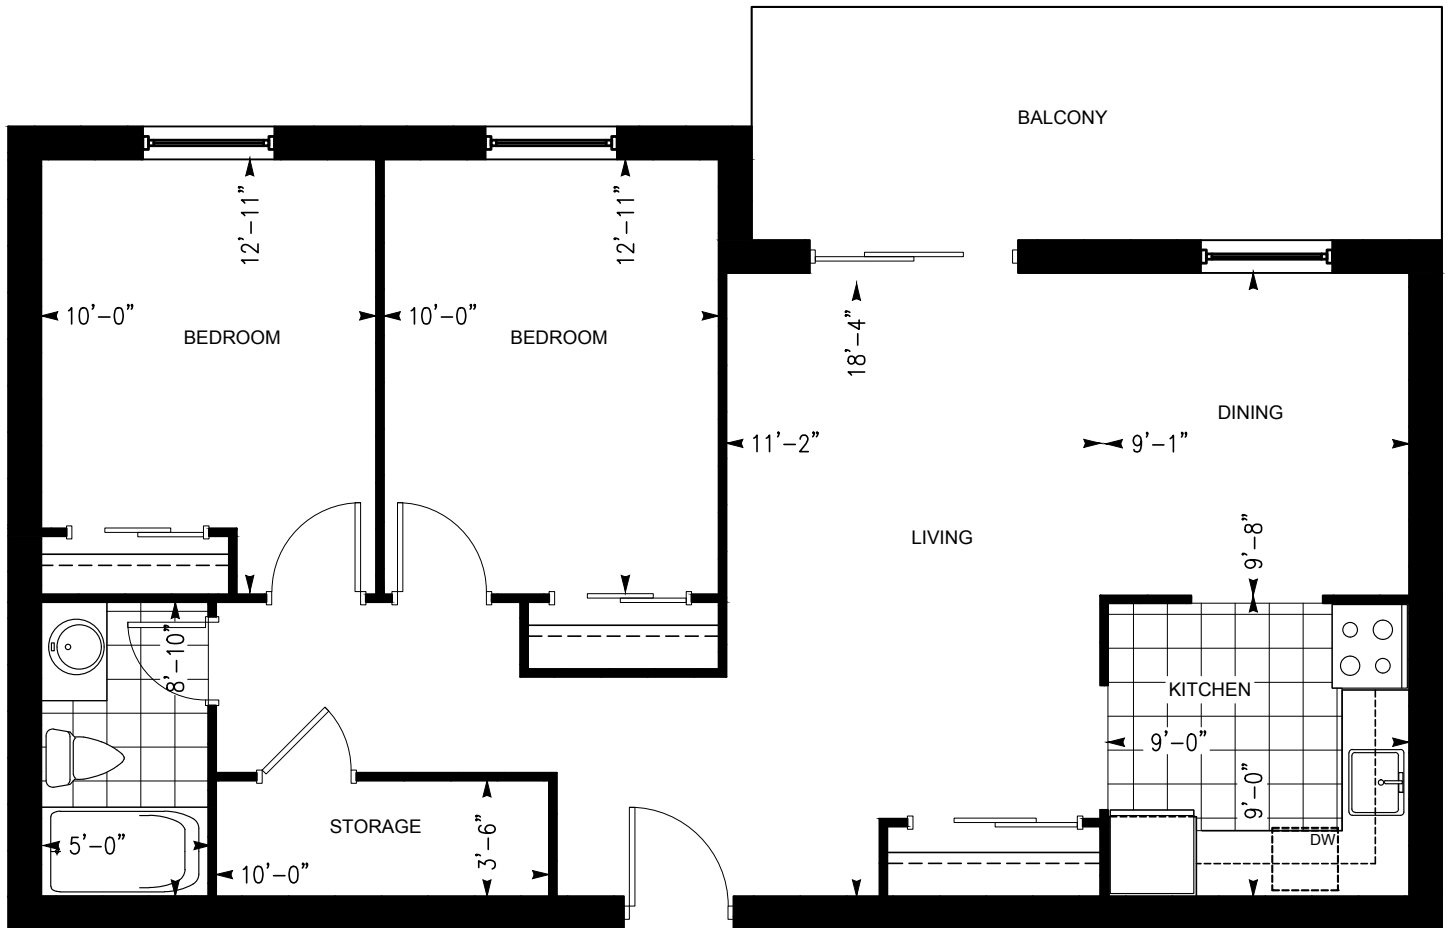 BALCONY
12'-11"
12'-11"
10'-0"
10'-0"
BEDROOM
BEDROOM
18'-4"
DINING
11'-2"
9'-1"
LIVING
9'-8"
8'-10"
KITCHEN
9'-0"
9'-0"
STORAGE
DW
5'-0"
3'-6"
10'-0"